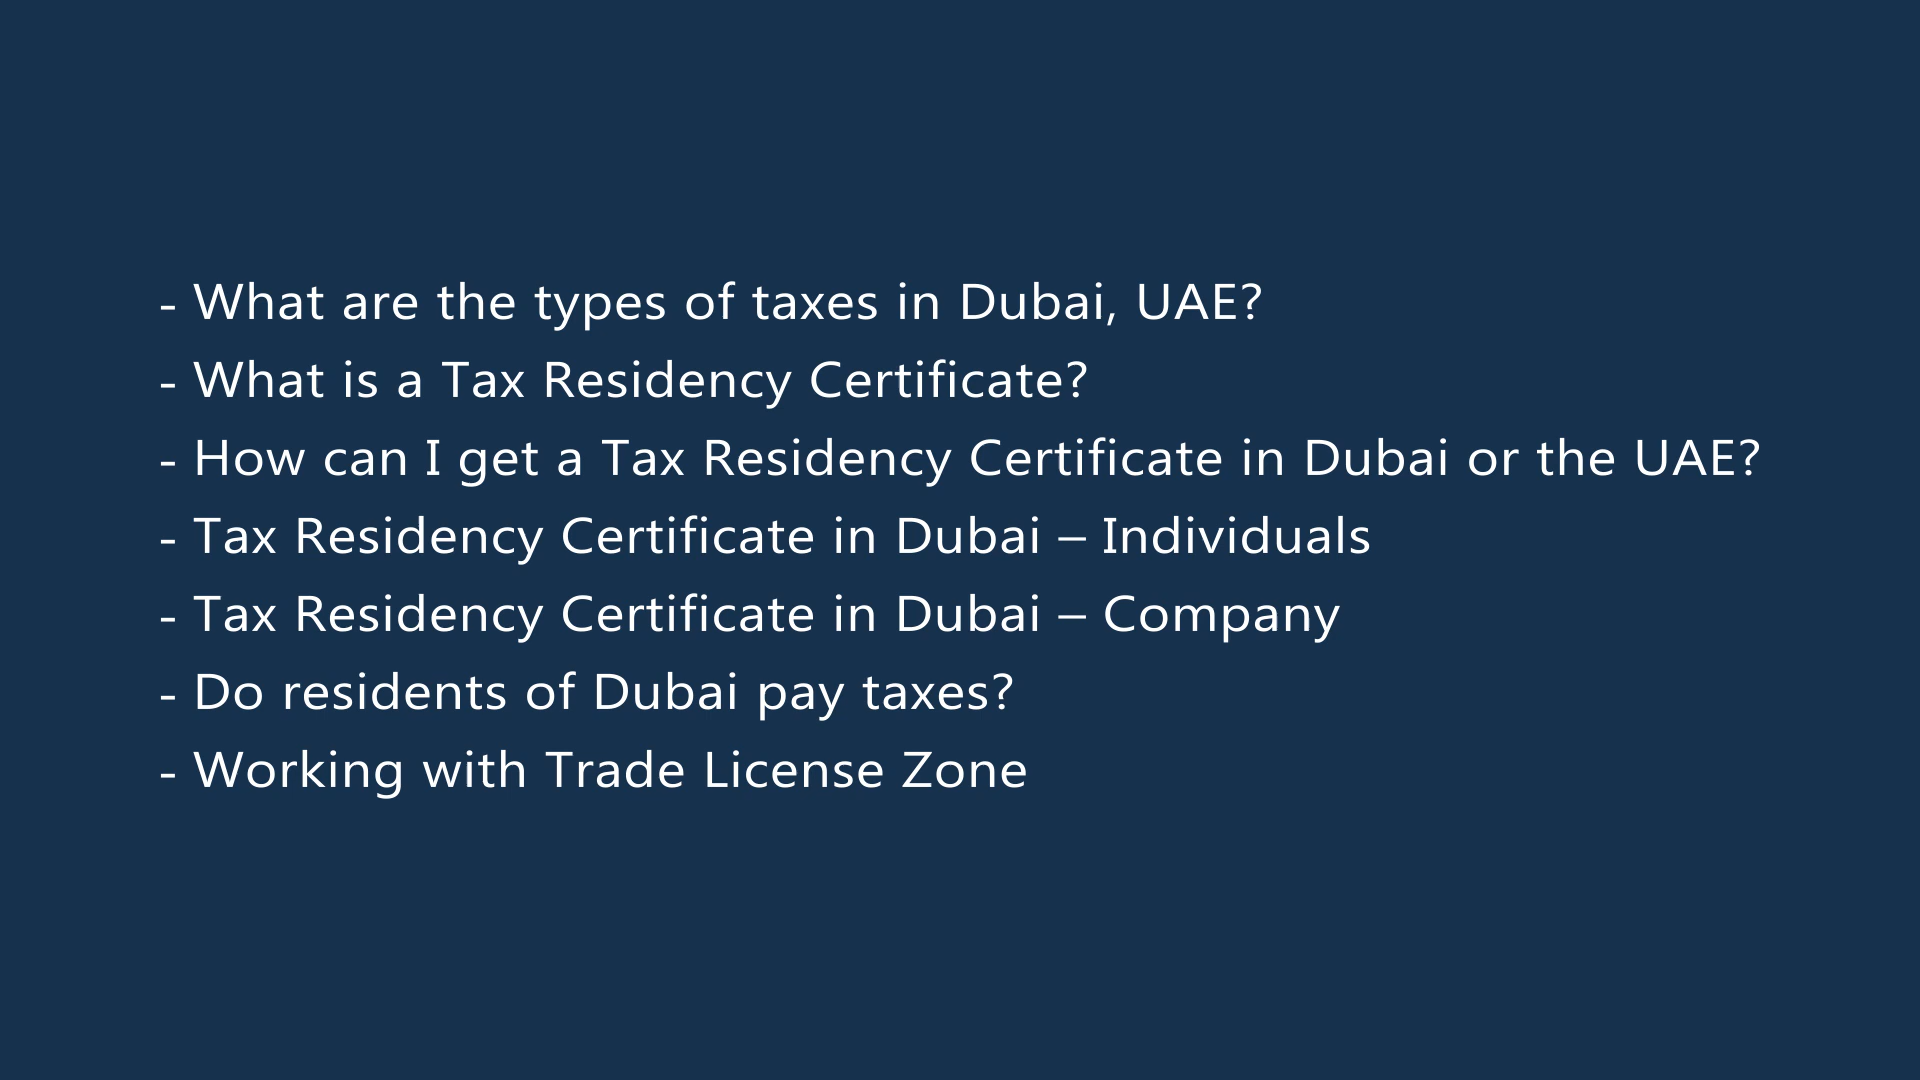 - What are the types of taxes in Dubai, UAE?
- What is a Tax Residency Certificate?
- How can I get a Tax Residency Certificate in Dubai or the UAE?
- Tax Residency Certificate in Dubai – Individuals
- Tax Residency Certificate in Dubai – Company
- Do residents of Dubai pay taxes?
- Working with Trade License Zone